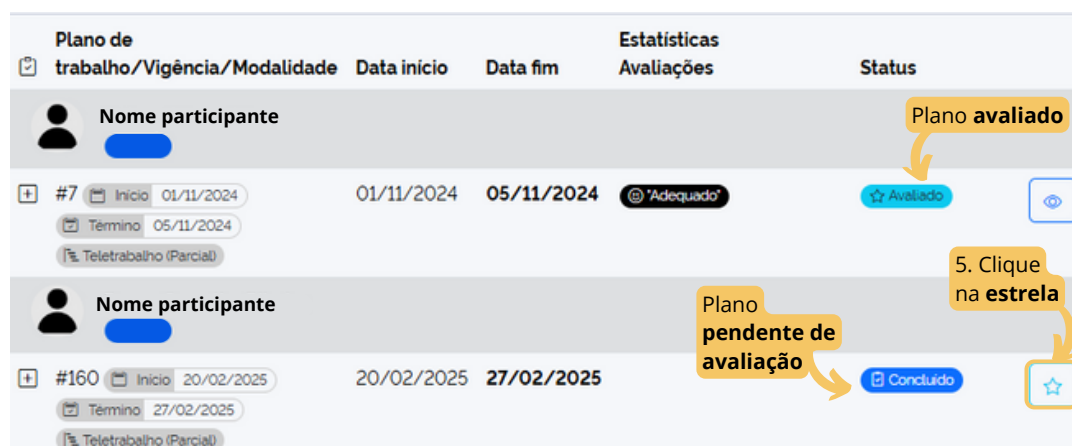 Plano de
trabalho/Vigência/Modalidade Data início Data fim Estatísticas Avaliações Status
Nome participante
Plano avaliado
#7 Início 01/11/2024 01/11/2024 05/11/2024 "Adequado" Avaliado
Término 05/11/2024
Teletrabalho (Parcial)
5. Clique
na estrela
Nome participante
Plano
pendente de
avaliação
#160 Início 20/02/2025 20/02/2025 27/02/2025 Concluído
Término 27/02/2025
Teletrabalho (Parcial)